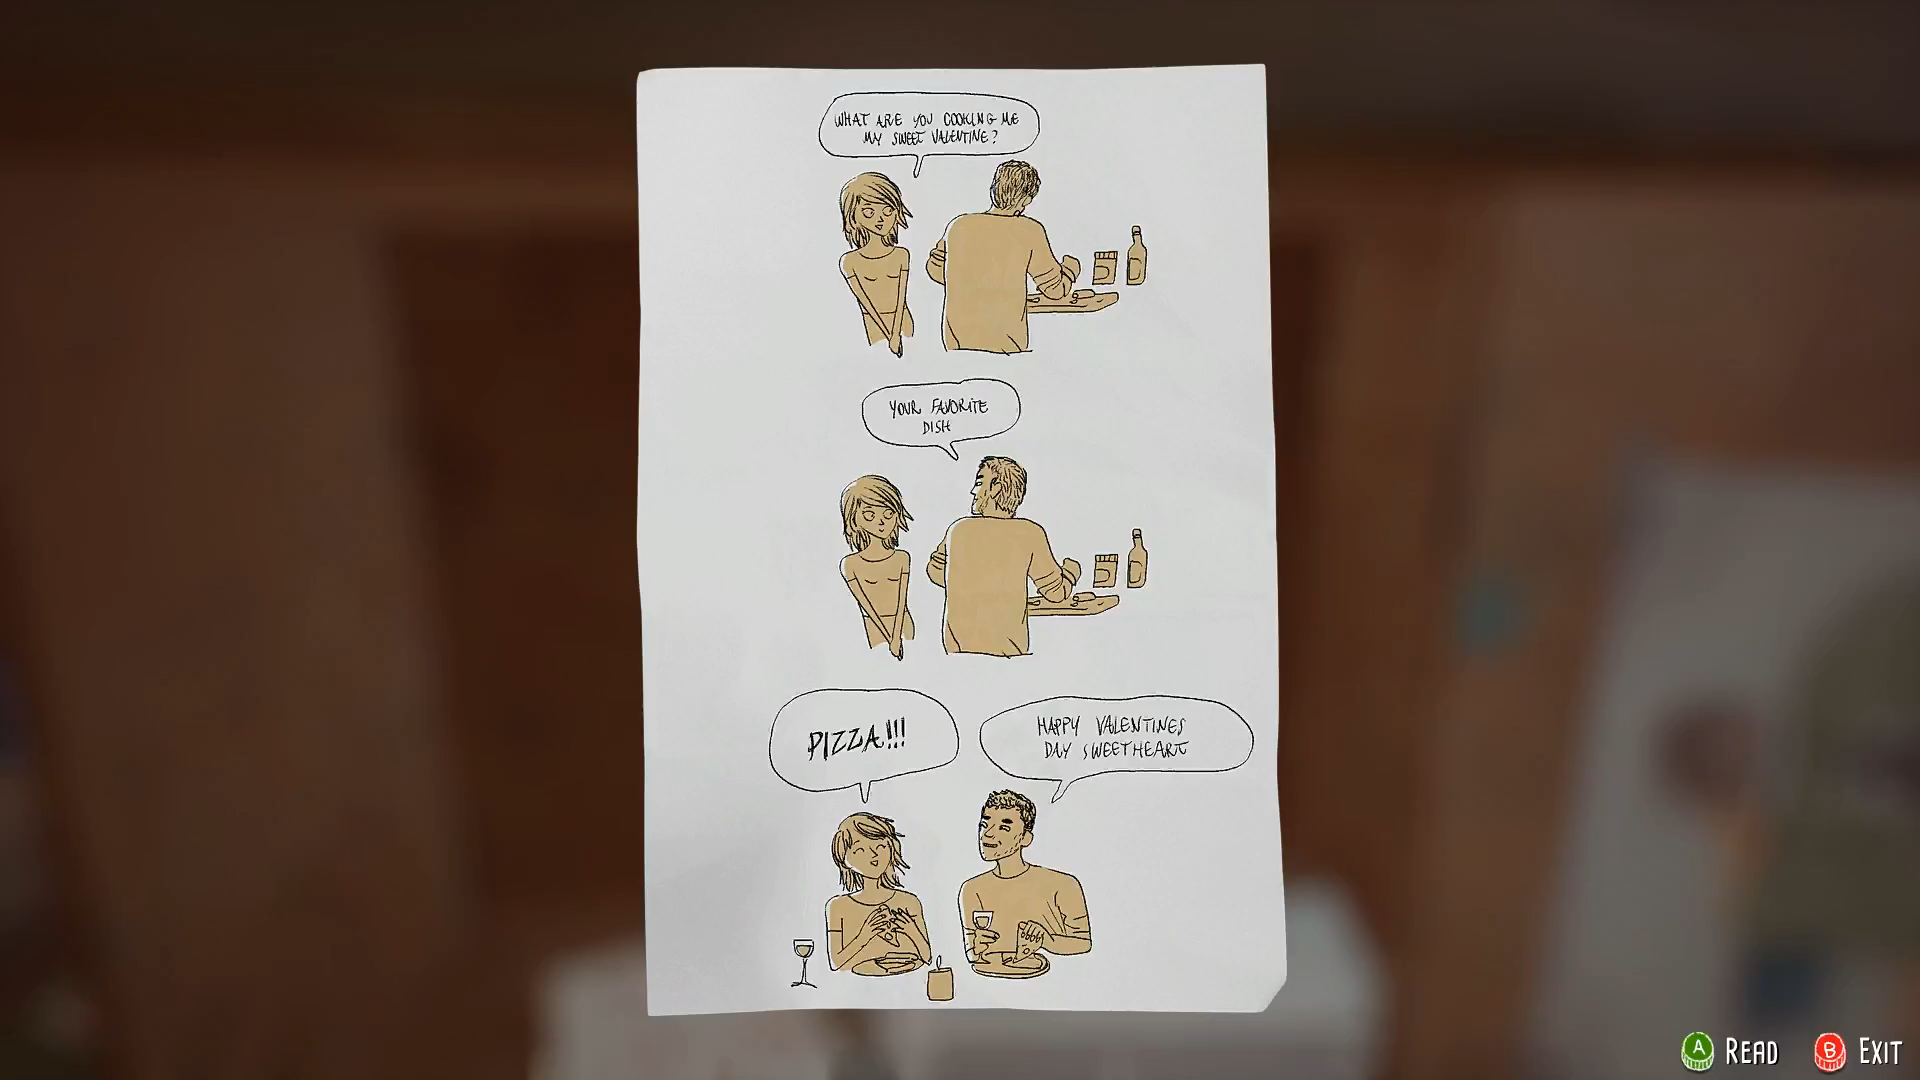 WHAT ARE YOU COOKING ME
MY SWEET VALENTINE?
YOUR FAVORITE
DISH
PIZZA!!!
HAPPY VALENTINES
DAY SWEETHEART
A READ B EXIT